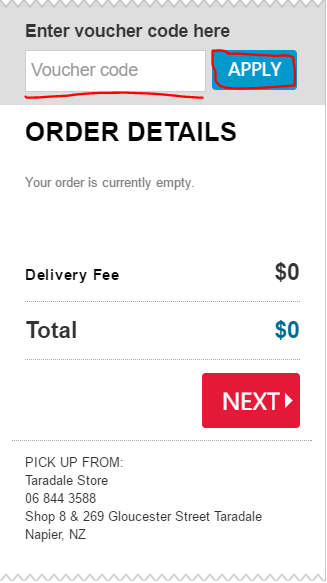 Enter voucher code here
Voucher code
APPLY
ORDER DETAILS
Your order is currently empty.
Delivery Fee $0
Total $0
NEXT
PICK UP FROM:
Taradale Store
06 844 3588
Shop 8 & 269 Gloucester Street Taradale
Napier, NZ